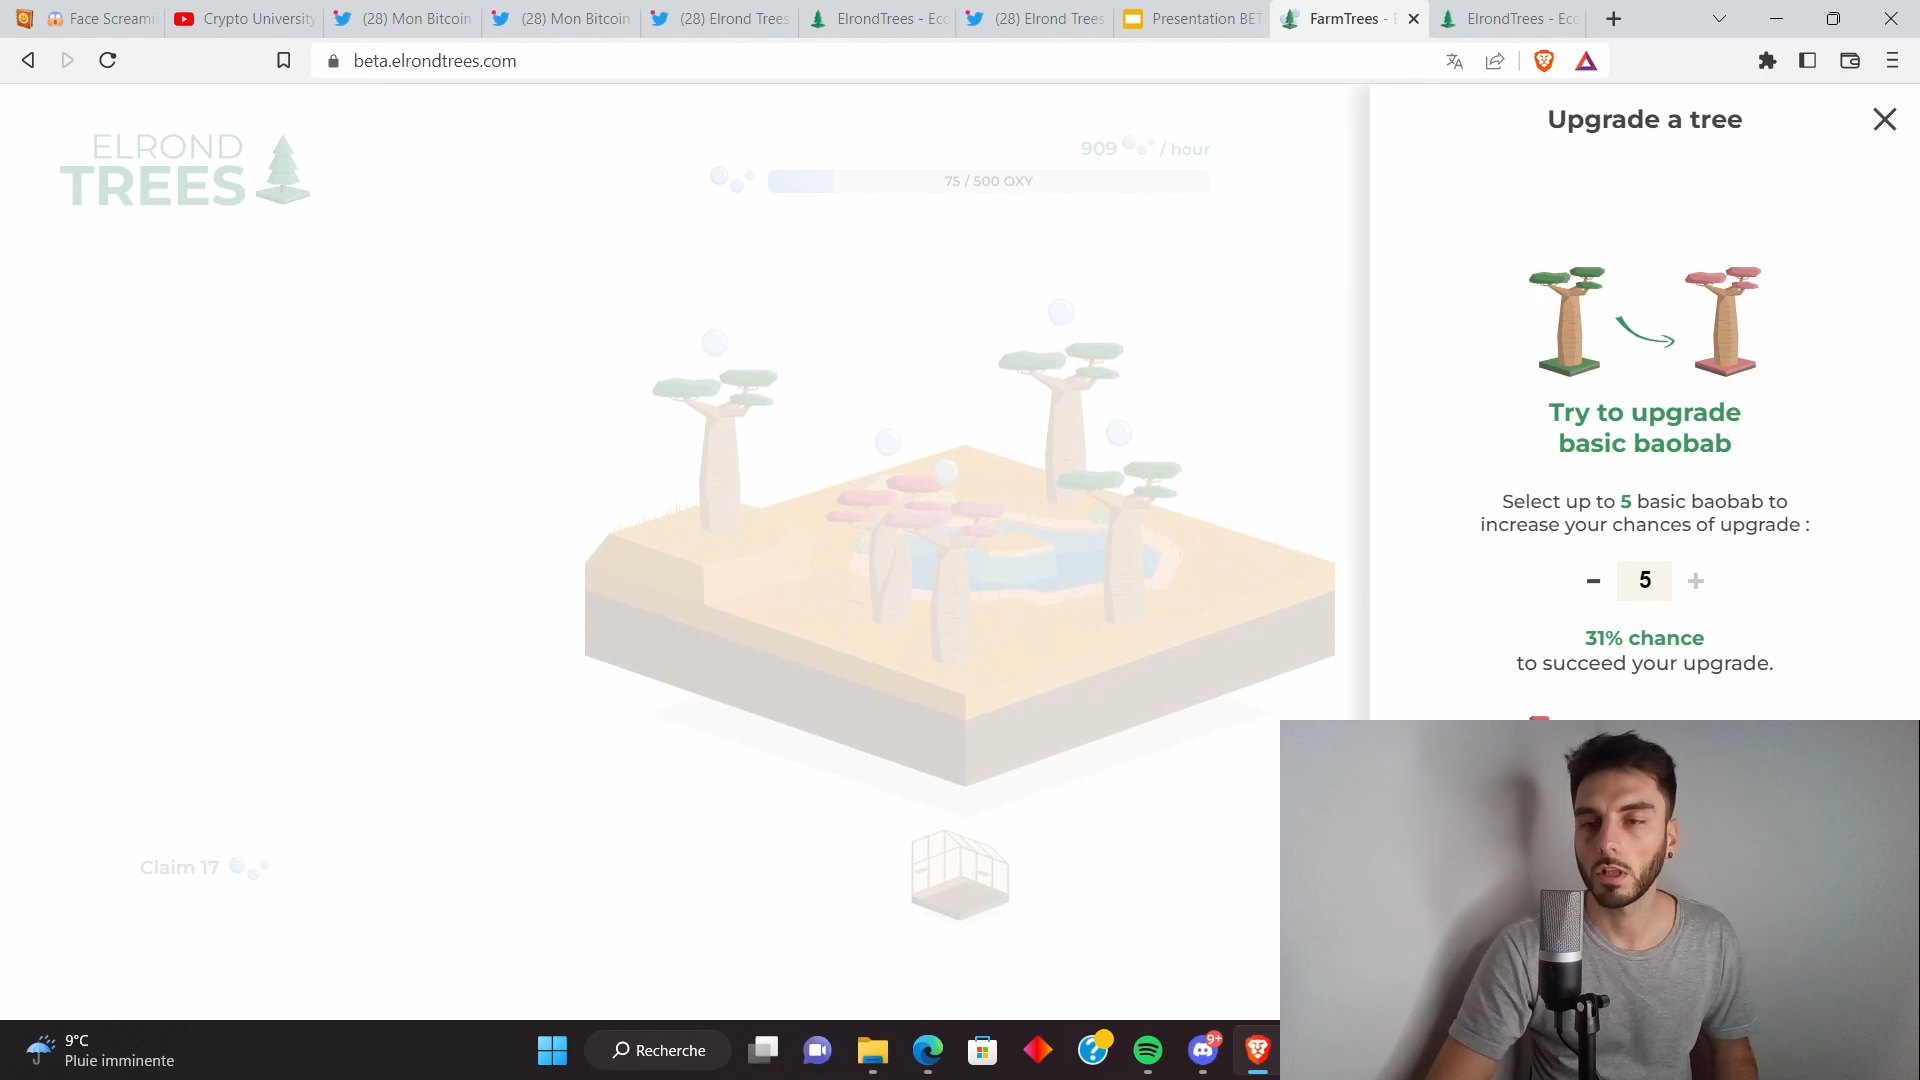 Face Screami
Crypto University
(28) Mon Bitcoin
(28) Mon Bitcoin
(28) Elrond Trees
ElrondTrees - Ecc
(28) Elrond Trees
Presentation BET
FarmTrees - E
ElrondTrees - Ecc
beta.elrondtrees.com
ELROND
TREES
909 / hour
75 / 500 OXY
Claim 17
Upgrade a tree
Try to upgrade
basic baobab
Select up to 5 basic baobab to
increase your chances of upgrade :
- 5 +
31% chance
to succeed your upgrade.
9°C
Pluie imminente
Recherche
9+